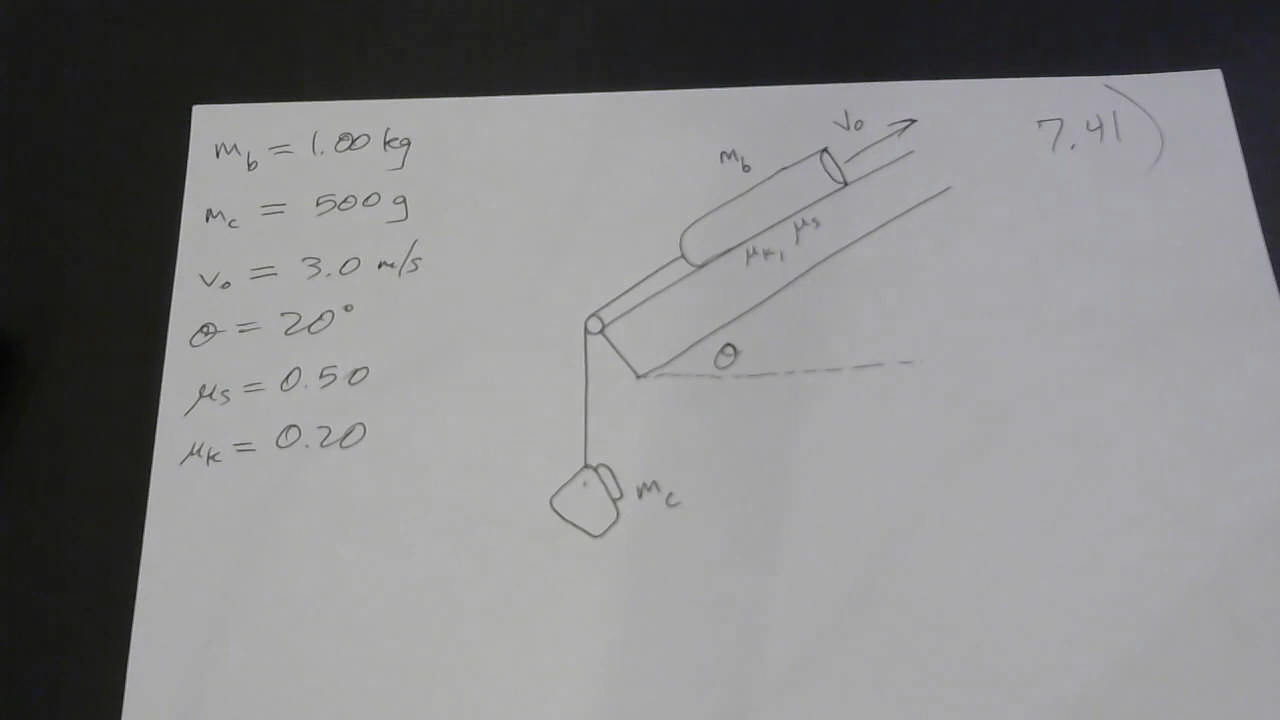 m_b = 1.00 kg
m_c = 500 g
v_0 = 3.0 m/s
θ = 20°
μ_s = 0.50
μ_k = 0.20
m_b
v_0
7.41)
μ_k, μ_s
θ
m_c